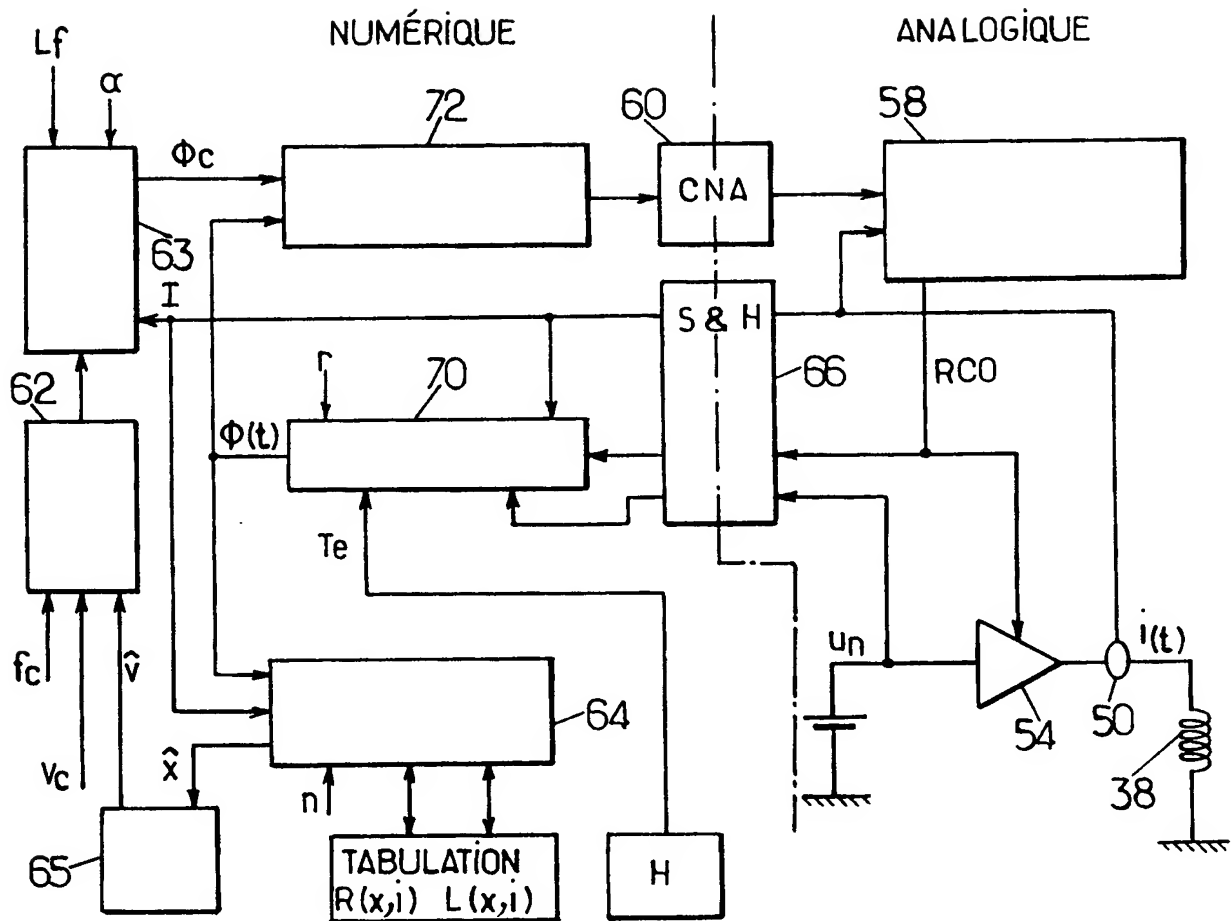 NUMÉRIQUE
ANALOGIQUE
Lf
α
72
60
58
Φc
CNA
63
I
S & H
62
r
70
66
RCO
Φ(t)
Te
un
i(t)
fc
v̂
64
54
50
vc
x̂
n
38
65
TABULATION
R(x,i) L(x,i)
H